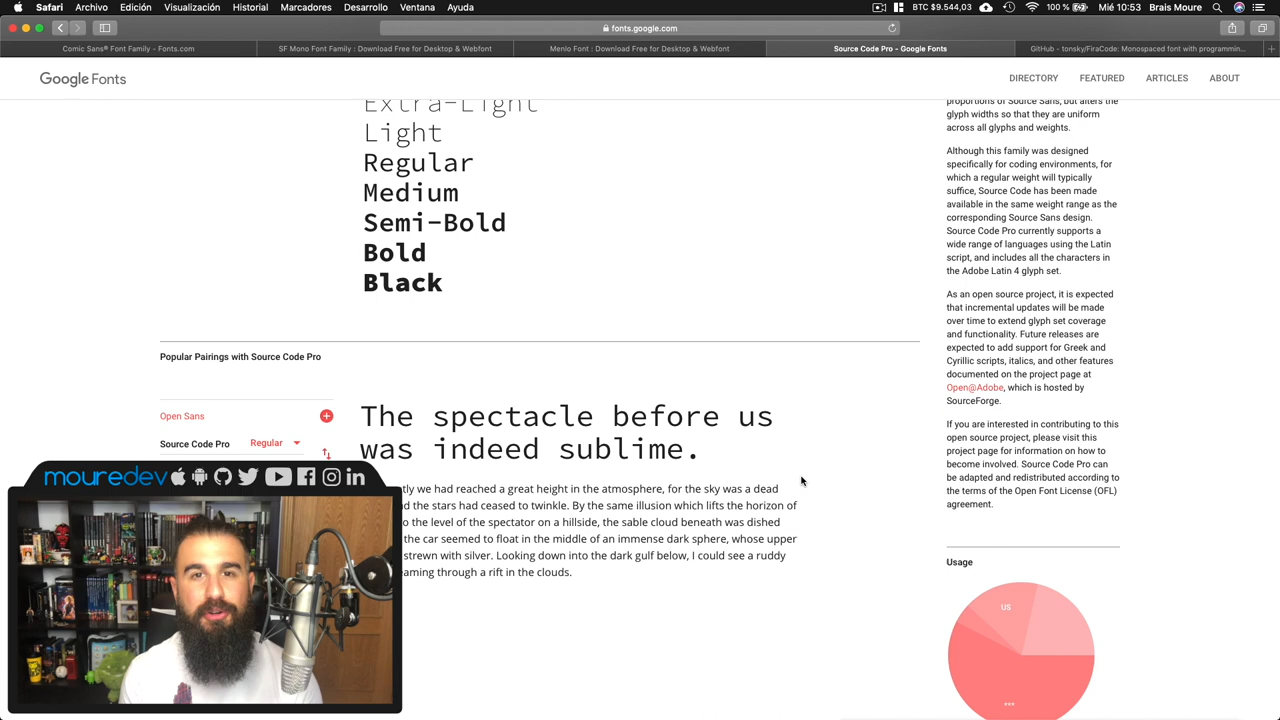 Safari Archivo Edición Visualización Historial Marcadores Desarrollo Ventana Ayuda
BTC $9.544,03 100 % Mié 10:53 Brais Moure
fonts.google.com
Comic Sans® Font Family - Fonts.com
SF Mono Font Family : Download Free for Desktop & Webfont
Menlo Font : Download Free for Desktop & Webfont
Source Code Pro - Google Fonts
GitHub - tonsky/FiraCode: Monospaced font with programmin...
Google Fonts
DIRECTORY FEATURED ARTICLES ABOUT
Extra-Light
Light
Regular
Medium
Semi-Bold
Bold
Black
Popular Pairings with Source Code Pro
Open Sans
Source Code Pro Regular
The spectacle before us
was indeed sublime.
tly we had reached a great height in the atmosphere, for the sky was a dead
nd the stars had ceased to twinkle. By the same illusion which lifts the horizon of
o the level of the spectator on a hillside, the sable cloud beneath was dished
the car seemed to float in the middle of an immense dark sphere, whose upper
strewn with silver. Looking down into the dark gulf below, I could see a ruddy
eaming through a rift in the clouds.
proportions of Source Sans, but alters the
glyph widths so that they are uniform
across all glyphs and weights.
Although this family was designed
specifically for coding environments, for
which a regular weight will typically
suffice, Source Code has been made
available in the same weight range as the
corresponding Source Sans design.
Source Code Pro currently supports a
wide range of languages using the Latin
script, and includes all the characters in
the Adobe Latin 4 glyph set.
As an open source project, it is expected
that incremental updates will be made
over time to extend glyph set coverage
and functionality. Future releases are
expected to add support for Greek and
Cyrillic scripts, italics, and other features
documented on the project page at
Open@Adobe, which is hosted by
SourceForge.
If you are interested in contributing to this
open source project, please visit this
project page for information on how to
become involved. Source Code Pro can
be adapted and redistributed according to
the terms of the Open Font License (OFL)
agreement.
Usage
US
***
mouredev